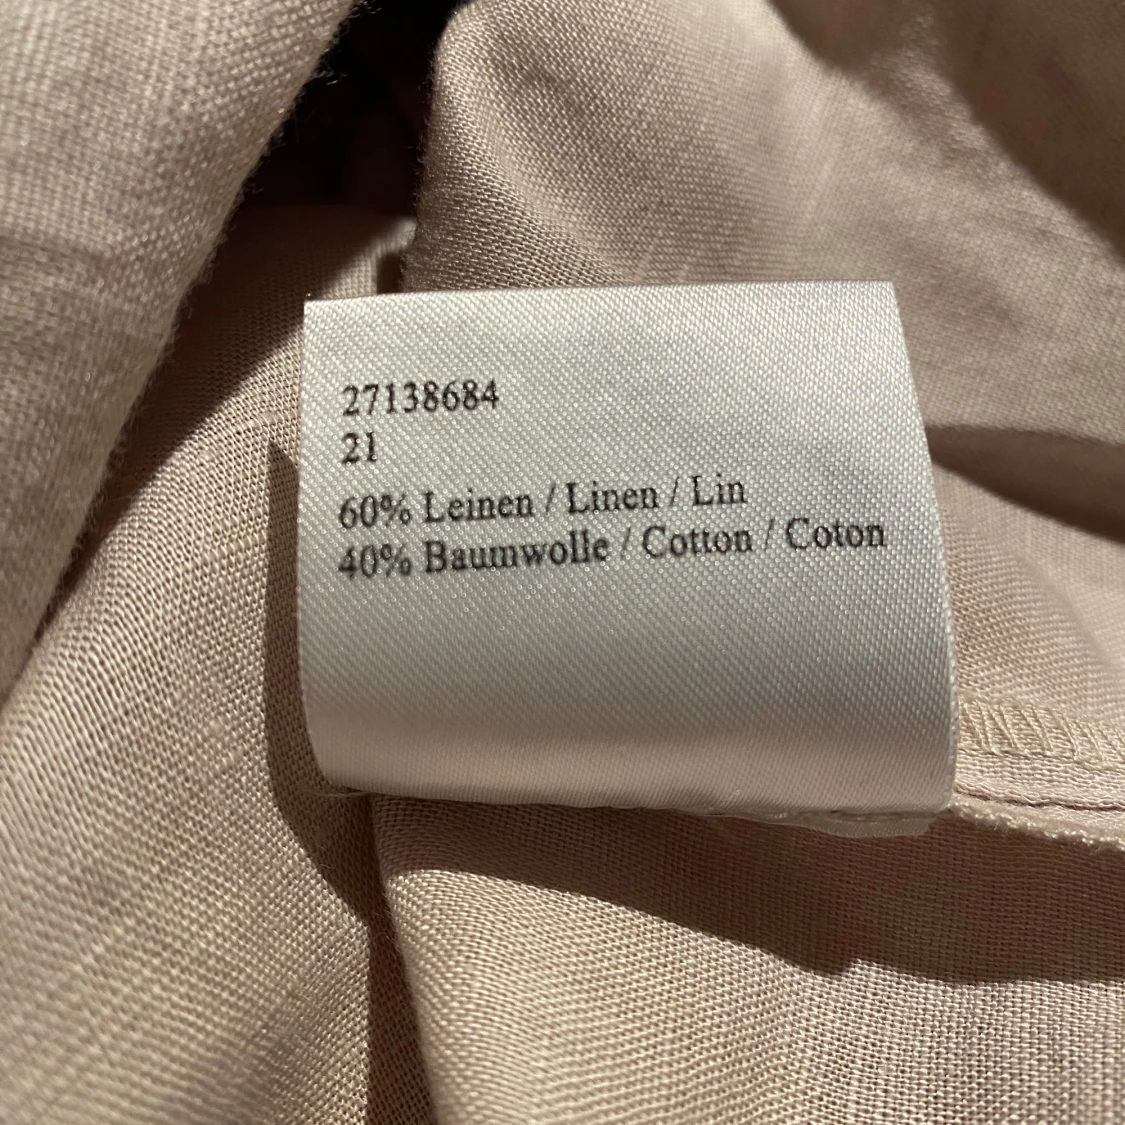 27138684
21
60% Leinen / Linen / Lin
40% Baumwolle / Cotton / Coton